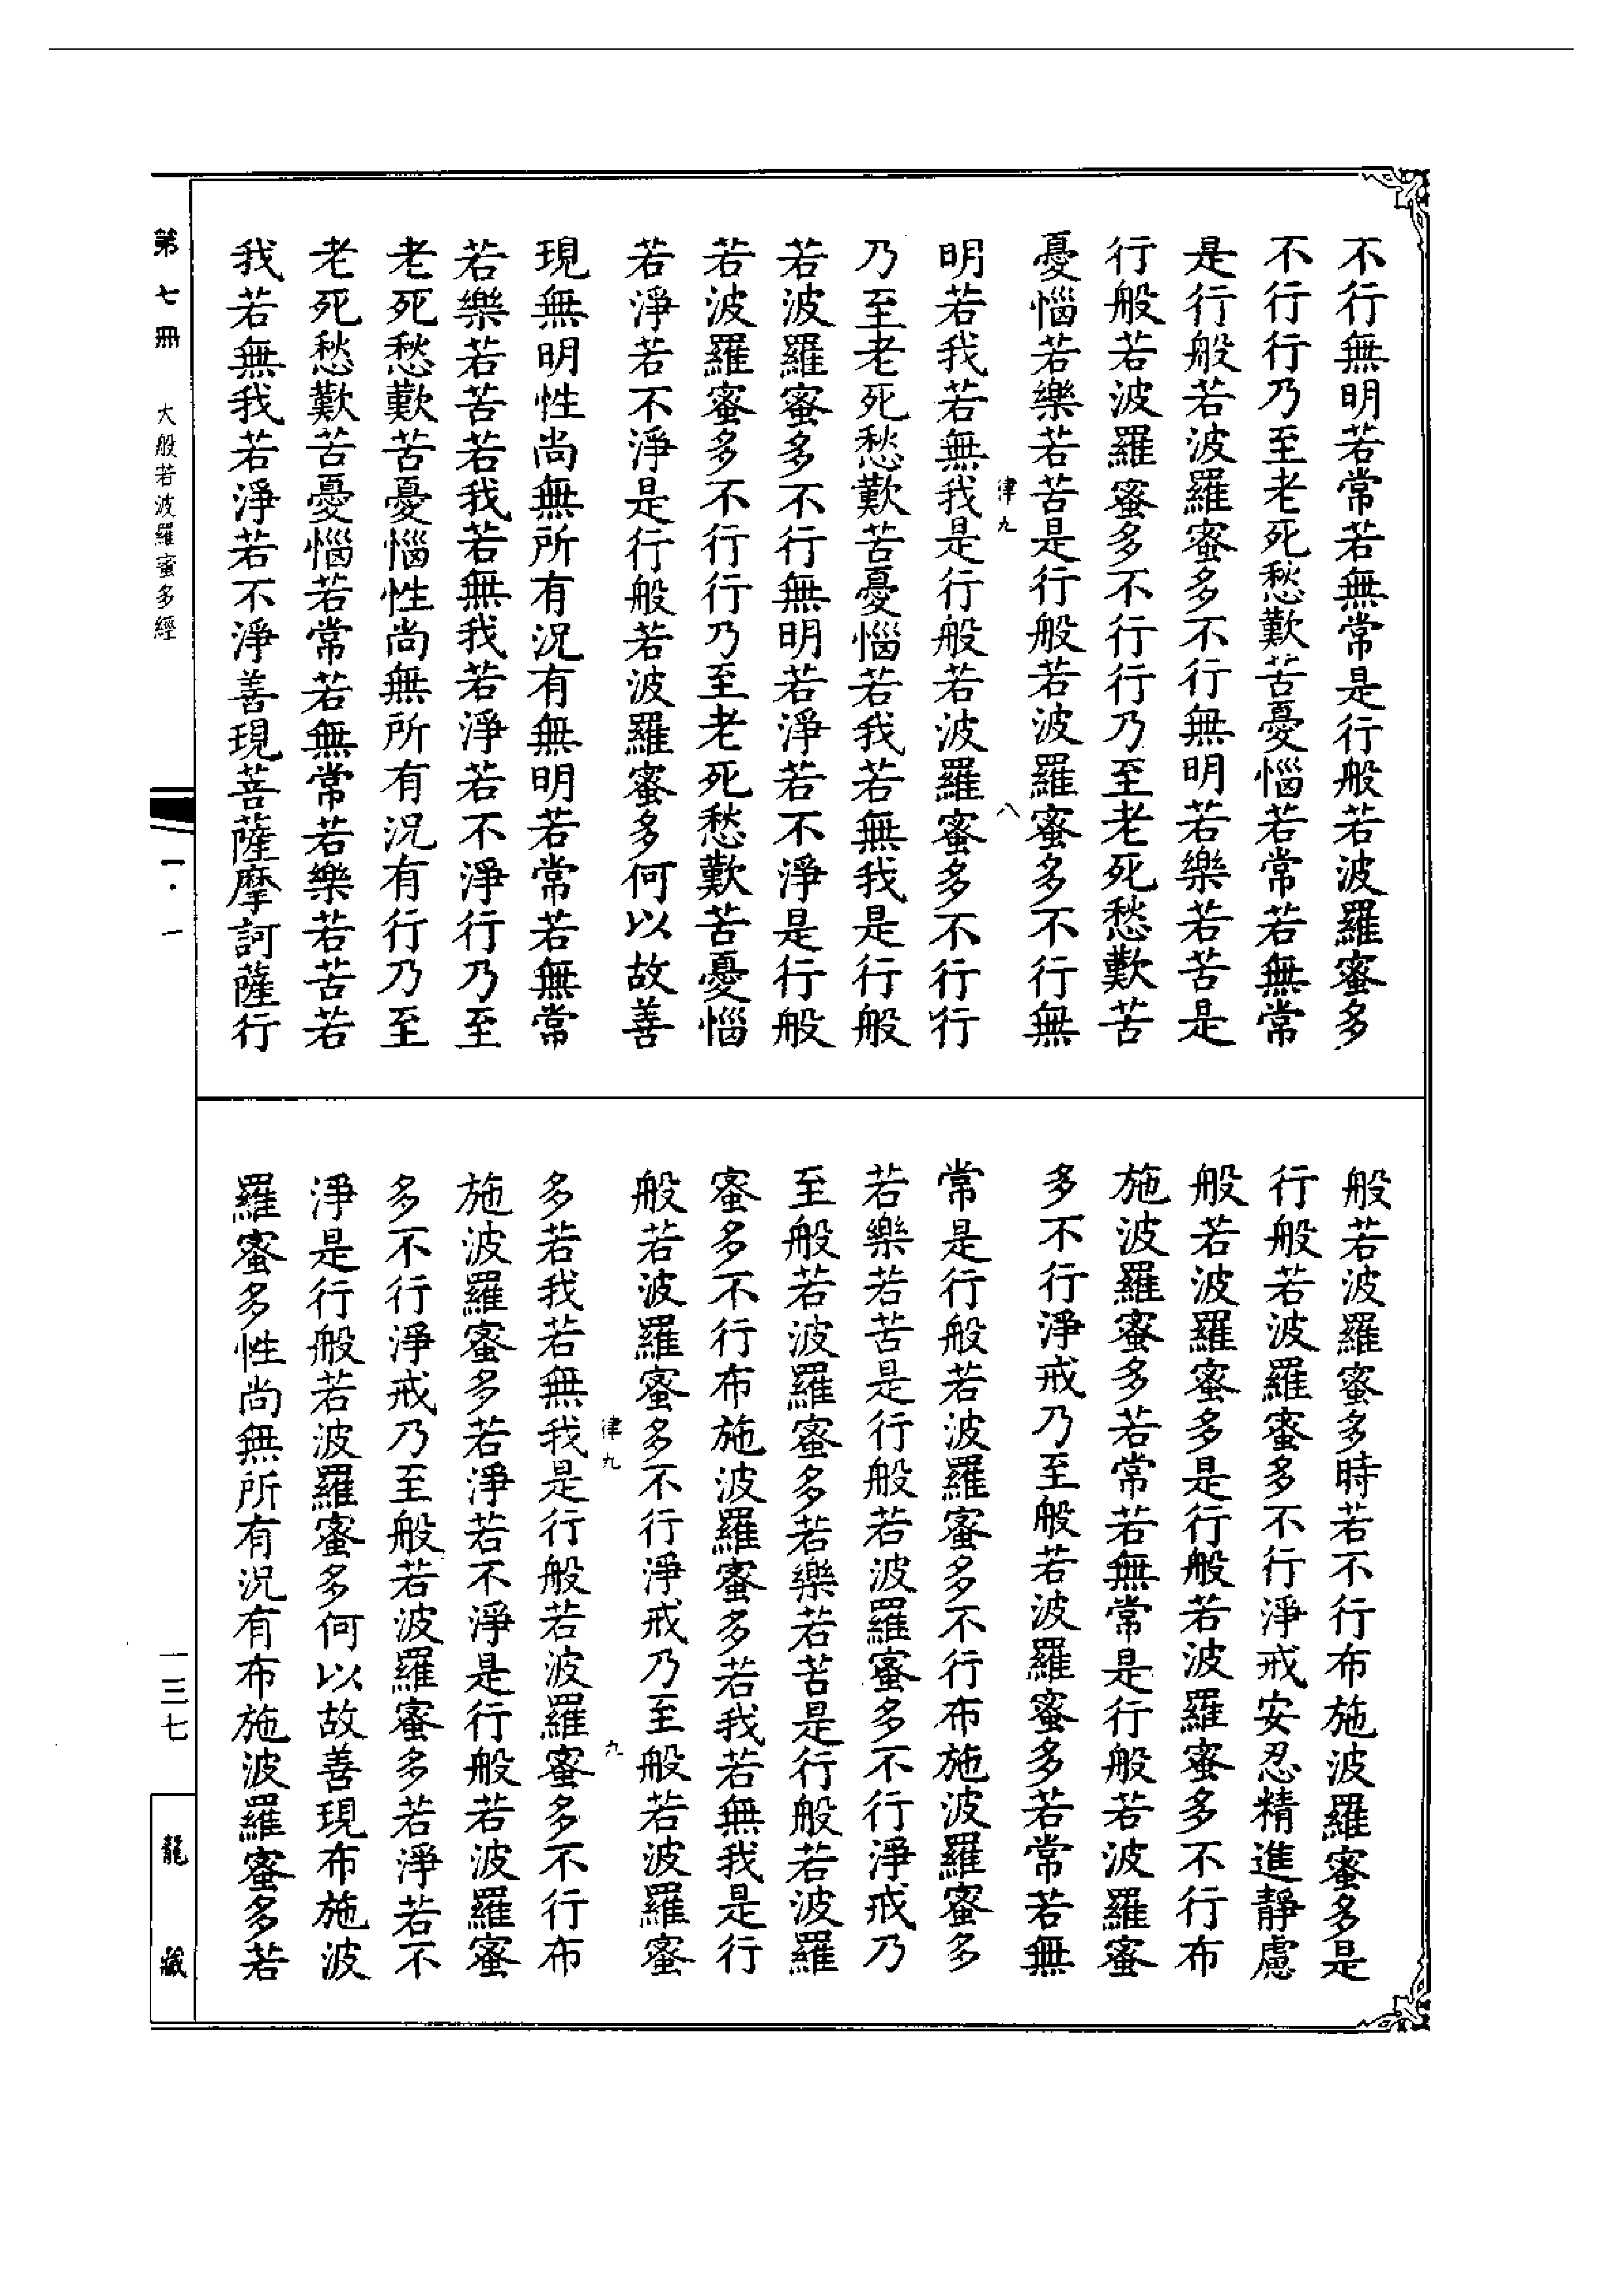 不行無明若常若無常是行般若波羅蜜多
不行行乃至老死愁歎苦憂惱若常若無常
是行般若波羅蜜多不行無明若樂若苦是
行般若波羅蜜多不行行乃至老死愁歎苦
憂惱若樂若苦是行般若波羅蜜多不行無
律九
八
明若我若無我是行般若波羅蜜多不行行
乃至老死愁歎苦憂惱若我若無我是行般
若波羅蜜多不行無明若淨若不淨是行般
若波羅蜜多不行行乃至老死愁歎苦憂惱
若淨若不淨是行般若波羅蜜多何以故善
現無明性尚無所有況有無明若常若無常
若樂若苦若我若無我若淨若不淨行乃至
老死愁歎苦憂惱性尚無所有況有行乃至
老死愁歎苦憂惱若常若無常若樂若苦若
我若無我若淨若不淨善現菩薩摩訶薩行
般若波羅蜜多時若不行布施波羅蜜多是
行般若波羅蜜多不行淨戒安忍精進靜慮
般若波羅蜜多是行般若波羅蜜多不行布
施波羅蜜多若常若無常是行般若波羅蜜
多不行淨戒乃至般若波羅蜜多若常若無
常是行般若波羅蜜多不行布施波羅蜜多
若樂若苦是行般若波羅蜜多不行淨戒乃
至般若波羅蜜多若樂若苦是行般若波羅
蜜多不行布施波羅蜜多若我若無我是行
般若波羅蜜多不行淨戒乃至般若波羅蜜
律九
九
多若我若無我是行般若波羅蜜多不行布
施波羅蜜多若淨若不淨是行般若波羅蜜
多不行淨戒乃至般若波羅蜜多若淨若不
淨是行般若波羅蜜多何以故善現布施波
羅蜜多性尚無所有況有布施波羅蜜多若
第七冊
大般若波羅蜜多經
一·一
一三七
龍藏